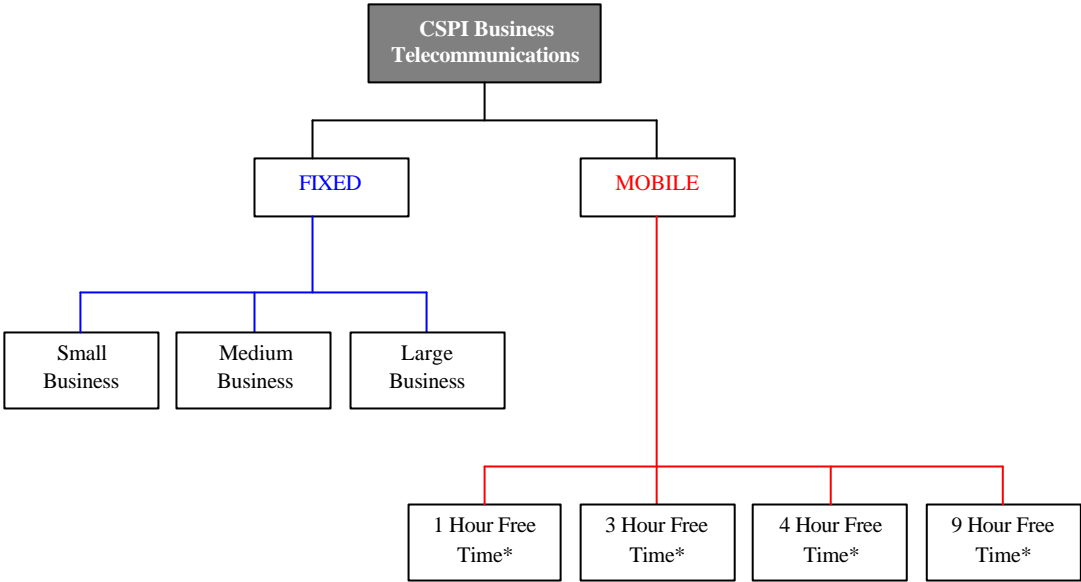 CSPI Business
Telecommunications
FIXED
MOBILE
Small
Business
Medium
Business
Large
Business
1 Hour Free
Time*
3 Hour Free
Time*
4 Hour Free
Time*
9 Hour Free
Time*